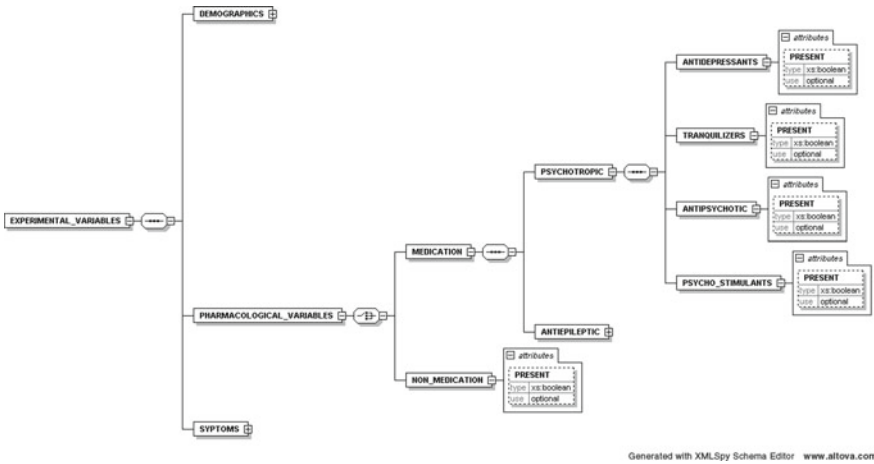 DEMOGRAPHICS
EXPERIMENTAL_VARIABLES
PHARMACOLOGICAL_VARIABLES
SYPTOMS
MEDICATION
NON_MEDICATION
attributes
PRESENT
type xs:boolean
use optional
PSYCHOTROPIC
ANTIEPILEPTIC
ANTIDEPRESSANTS
attributes
PRESENT
type xs:boolean
use optional
TRANQUILIZERS
attributes
PRESENT
type xs:boolean
use optional
ANTIPSYCHOTIC
attributes
PRESENT
type xs:boolean
use optional
PSYCHO_STIMULANTS
attributes
PRESENT
type xs:boolean
use optional
Generated with XMLSpy Schema Editor www.altova.com